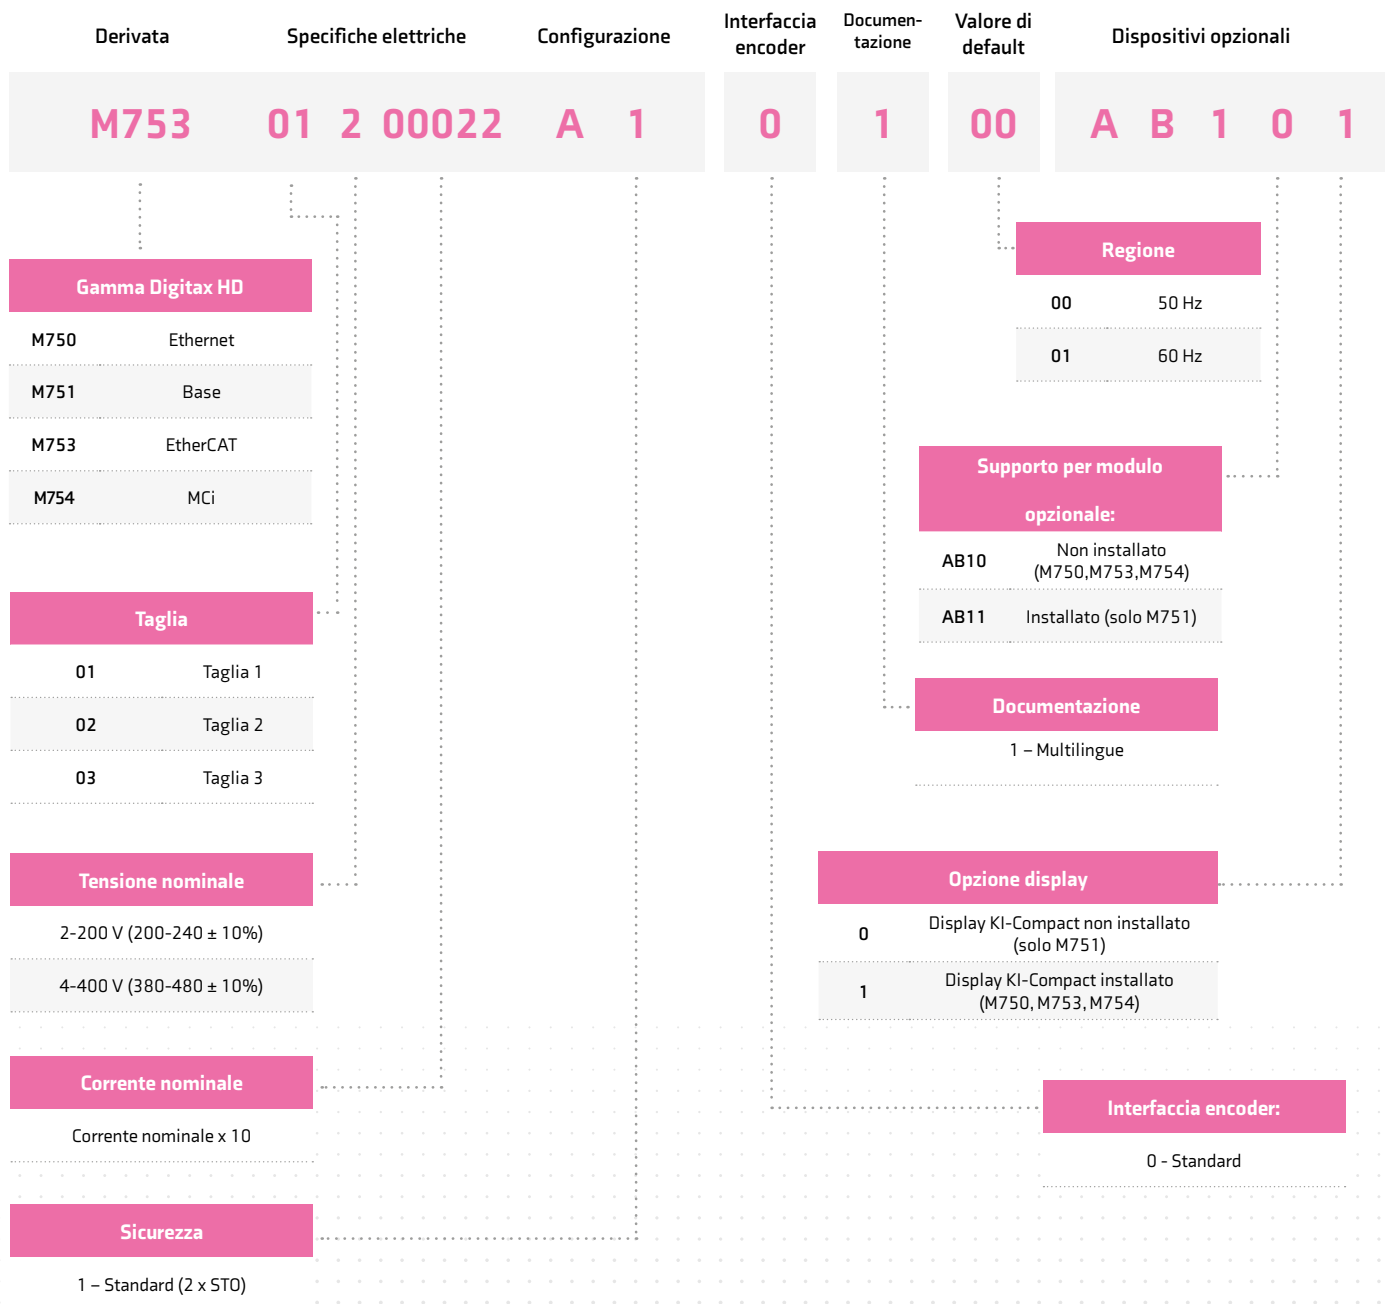 Derivata
Specifiche elettriche
Configurazione
Interfaccia
encoder
Documen-
tazione
Valore di
default
Dispositivi opzionali
M753 01 2 00022 A 1 0 1 00 A B 1 0 1
Gamma Digitax HD
M750 Ethernet
M751 Base
M753 EtherCAT
M754 MCi
Taglia
01 Taglia 1
02 Taglia 2
03 Taglia 3
Tensione nominale
2-200 V (200-240 ± 10%)
4-400 V (380-480 ± 10%)
Corrente nominale
Corrente nominale x 10
Sicurezza
1 – Standard (2 x STO)
Regione
00 50 Hz
01 60 Hz
Supporto per modulo
opzionale:
AB10 Non installato
(M750,M753,M754)
AB11 Installato (solo M751)
Documentazione
1 – Multilingue
Opzione display
0 Display KI-Compact non installato
(solo M751)
1 Display KI-Compact installato
(M750, M753, M754)
Interfaccia encoder:
0 - Standard